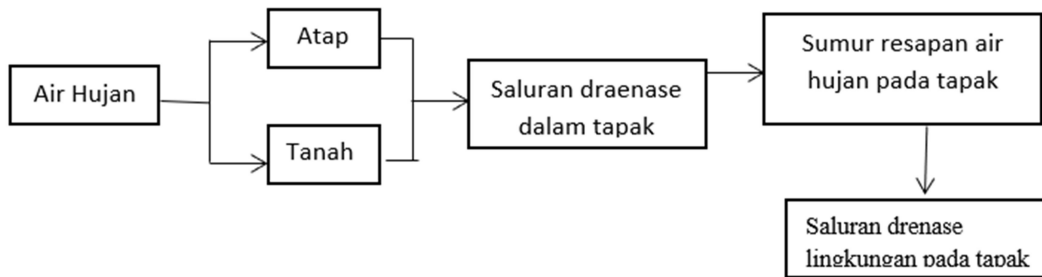 Air Hujan
Atap
Tanah
Saluran draenase
dalam tapak
Sumur resapan air
hujan pada tapak
Saluran drenase
lingkungan pada tapak